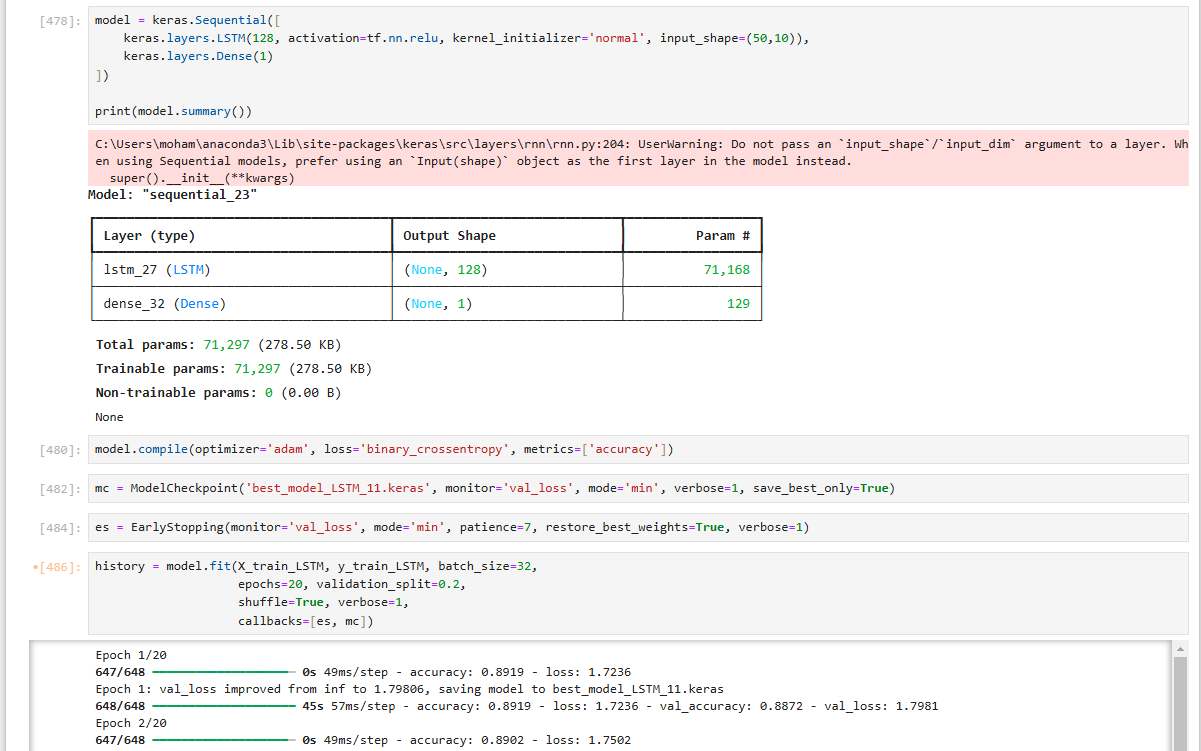 [478]: model = keras.Sequential([
    keras.layers.LSTM(128, activation=tf.nn.relu, kernel_initializer='normal', input_shape=(50,10)),
    keras.layers.Dense(1)
])
print(model.summary())
C:\Users\moham\anaconda3\Lib\site-packages\keras\src\layers\rnn\rnn.py:204: UserWarning: Do not pass an `input_shape`/`input_dim` argument to a layer. Wh
en using Sequential models, prefer using an `Input(shape)` object as the first layer in the model instead.
  super().__init__(**kwargs)
Model: "sequential_23"
Layer (type) Output Shape Param #
lstm_27 (LSTM) (None, 128) 71,168
dense_32 (Dense) (None, 1) 129
Total params: 71,297 (278.50 KB)
Trainable params: 71,297 (278.50 KB)
Non-trainable params: 0 (0.00 B)
None
[480]: model.compile(optimizer='adam', loss='binary_crossentropy', metrics=['accuracy'])
[482]: mc = ModelCheckpoint('best_model_LSTM_11.keras', monitor='val_loss', mode='min', verbose=1, save_best_only=True)
[484]: es = EarlyStopping(monitor='val_loss', mode='min', patience=7, restore_best_weights=True, verbose=1)
•[486]: history = model.fit(X_train_LSTM, y_train_LSTM, batch_size=32,
                   epochs=20, validation_split=0.2,
                   shuffle=True, verbose=1,
                   callbacks=[es, mc])
Epoch 1/20
647/648 0s 49ms/step - accuracy: 0.8919 - loss: 1.7236
Epoch 1: val_loss improved from inf to 1.79806, saving model to best_model_LSTM_11.keras
648/648 45s 57ms/step - accuracy: 0.8919 - loss: 1.7236 - val_accuracy: 0.8872 - val_loss: 1.7981
Epoch 2/20
647/648 0s 49ms/step - accuracy: 0.8902 - loss: 1.7502